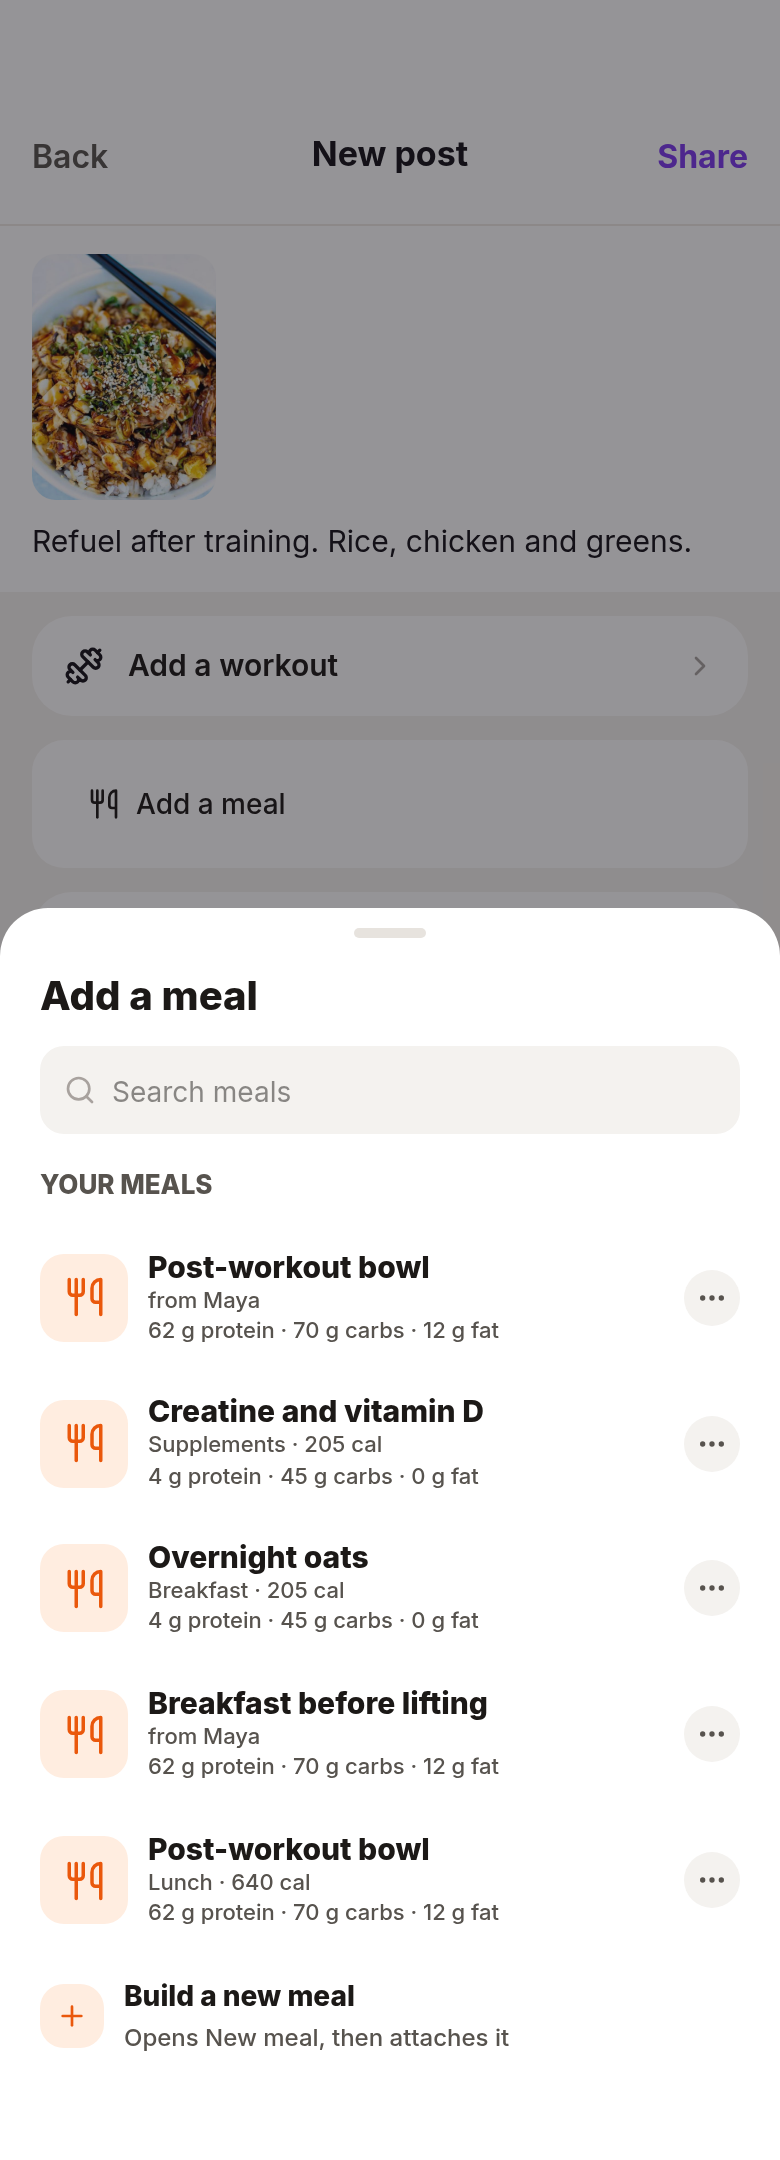 Back
New post
Share
Refuel after training. Rice, chicken and greens.
Add a workout
Add a meal
Add a meal
Search meals
YOUR MEALS
Post-workout bowl
from Maya
62 g protein · 70 g carbs · 12 g fat
Creatine and vitamin D
Supplements · 205 cal
4 g protein · 45 g carbs · 0 g fat
Overnight oats
Breakfast · 205 cal
4 g protein · 45 g carbs · 0 g fat
Breakfast before lifting
from Maya
62 g protein · 70 g carbs · 12 g fat
Post-workout bowl
Lunch · 640 cal
62 g protein · 70 g carbs · 12 g fat
Build a new meal
Opens New meal, then attaches it